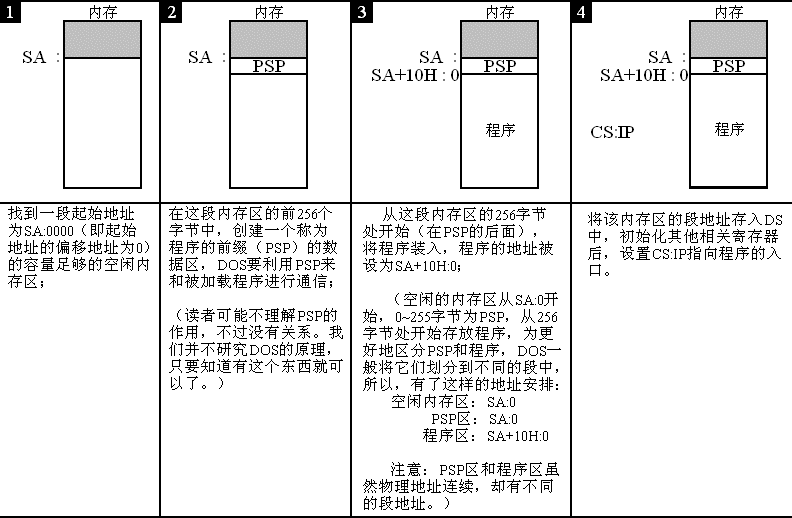 1
内存
SA :
找到一段起始地址
为SA:0000（即起始
地址的偏移地址为0）
的容量足够的空闲内
存区；
2
内存
SA :
PSP
在这段内存区的前256个
字节中，创建一个称为
程序的前缀（PSP）的数
据区，DOS要利用PSP来
和被加载程序进行通信；
（读者可能不理解PSP的
作用，不过没有关系。我
们并不研究DOS的原理，
只要知道有这个东西就可
以了。）
3
内存
SA :
PSP
SA+10H : 0
程序
从这段内存区的256字节
处开始（在PSP的后面），
将程序装入，程序的地址被
设为SA+10H:0；
（空闲的内存区从SA:0开
始，0~255字节为PSP，从256
字节处开始存放程序，为更
好地区分PSP和程序，DOS一
般将它们划分到不同的段中，
所以，有了这样的地址安排：
空闲内存区：SA:0
PSP区：SA:0
程序区：SA+10H:0
注意：PSP区和程序区虽
然物理地址连续，却有不同
的段地址。）
4
内存
SA :
PSP
SA+10H : 0
CS:IP
程序
将该内存区的段地址存入DS
中，初始化其他相关寄存器
后，设置CS:IP指向程序的入
口。